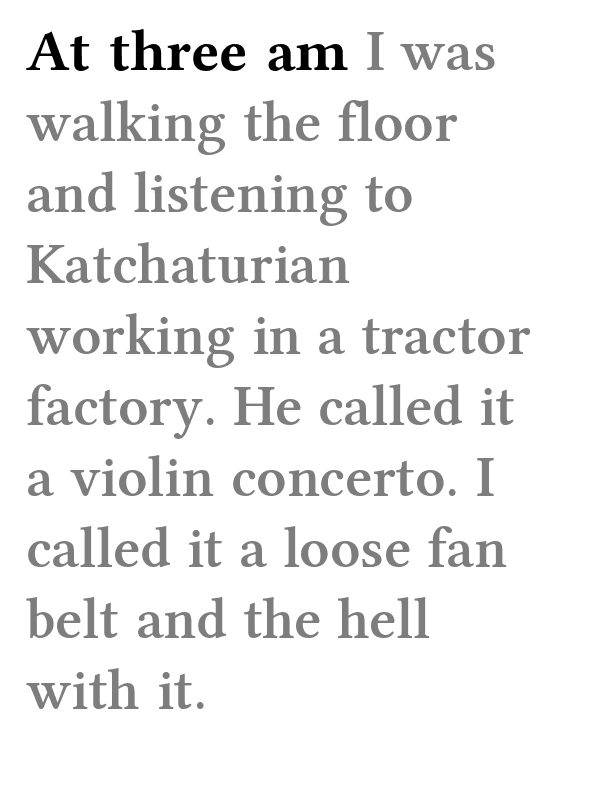 At three am I was
walking the floor
and listening to
Katchaturian
working in a tractor
factory. He called it
a violin concerto. I
called it a loose fan
belt and the hell
with it.